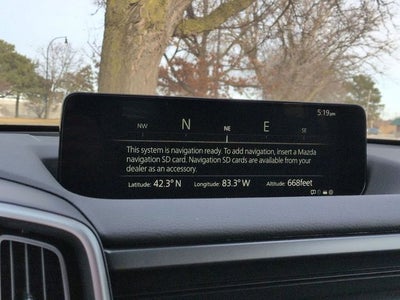 5:19pm
NW N NE E SE
This system is navigation ready. To add navigation, insert a Mazda
navigation SD card. Navigation SD cards are available from your
dealer as an accessory.
Latitude: 42.3°N Longitude: 83.3°W Altitude: 668feet